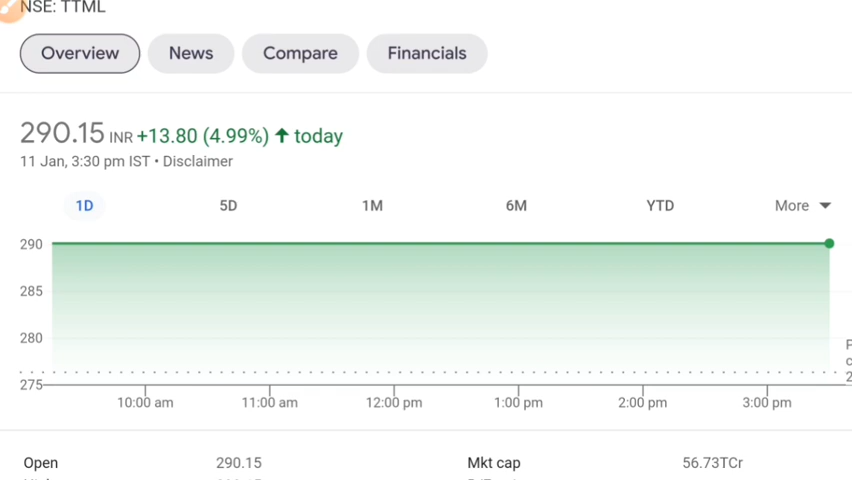 NSE: TTML
Overview News Compare Financials
290.15 INR +13.80 (4.99%) ↑ today
11 Jan, 3:30 pm IST • Disclaimer
1D 5D 1M 6M YTD More
290
285
280
275
10:00 am 11:00 am 12:00 pm 1:00 pm 2:00 pm 3:00 pm
Open 290.15 Mkt cap 56.73TCr